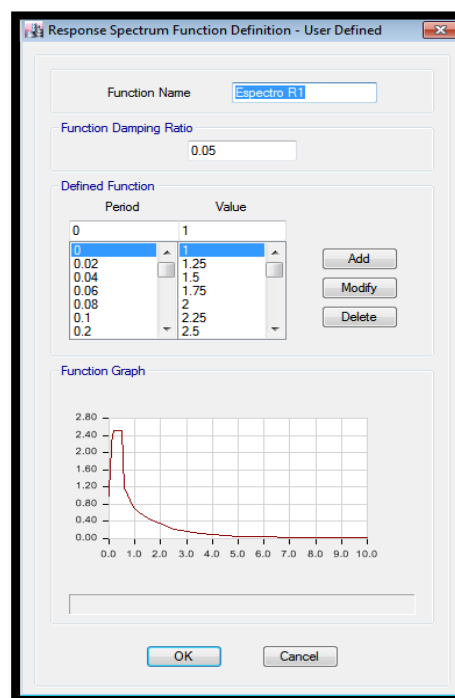 Response Spectrum Function Definition - User Defined
Function Name Espectro R1
Function Damping Ratio
0.05
Defined Function
Period Value
0 1
0 1
0.02 1.25
0.04 1.5
0.06 1.75
0.08 2
0.1 2.25
0.2 2.5
Add
Modify
Delete
Function Graph
2.80
2.40
2.00
1.60
1.20
0.80
0.40
0.00
0.0 1.0 2.0 3.0 4.0 5.0 6.0 7.0 8.0 9.0 10.0
OK Cancel